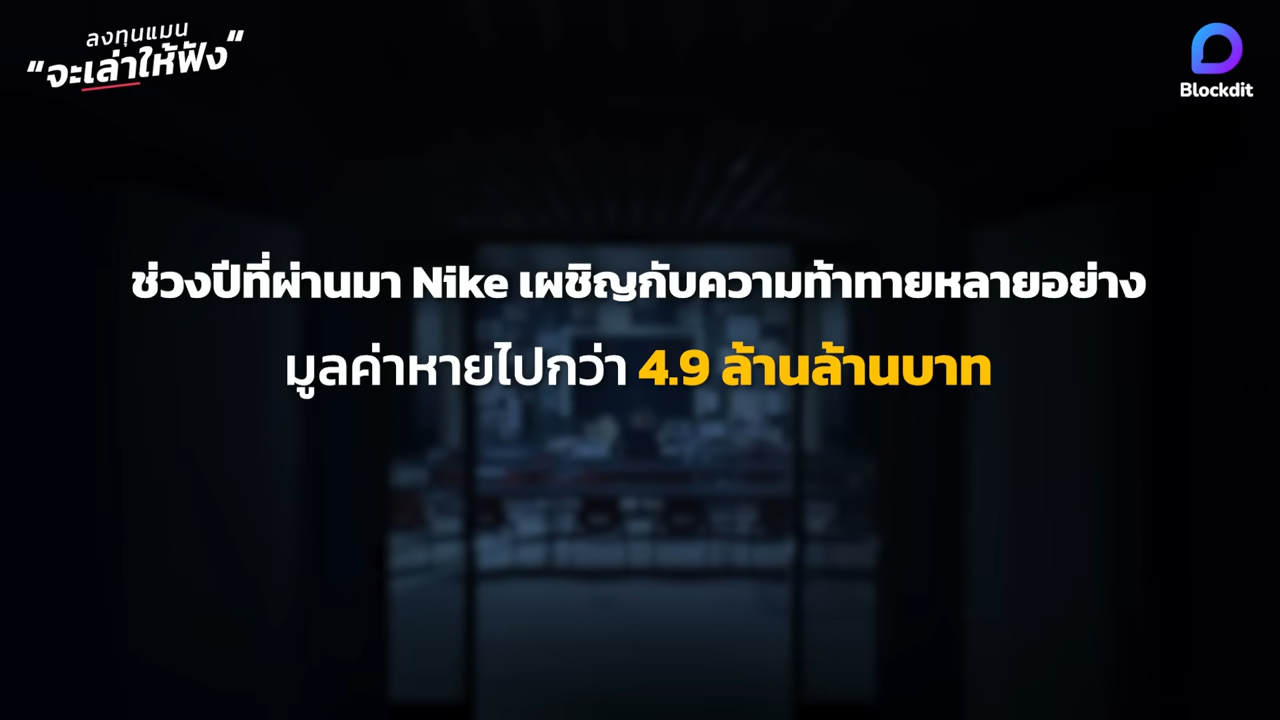 ลงทุนแมน
"จะเล่าให้ฟัง"
Blockdit
ช่วงปีที่ผ่านมา Nike เผชิญกับความท้าทายหลายอย่าง
มูลค่าหายไปกว่า 4.9 ล้านล้านบาท